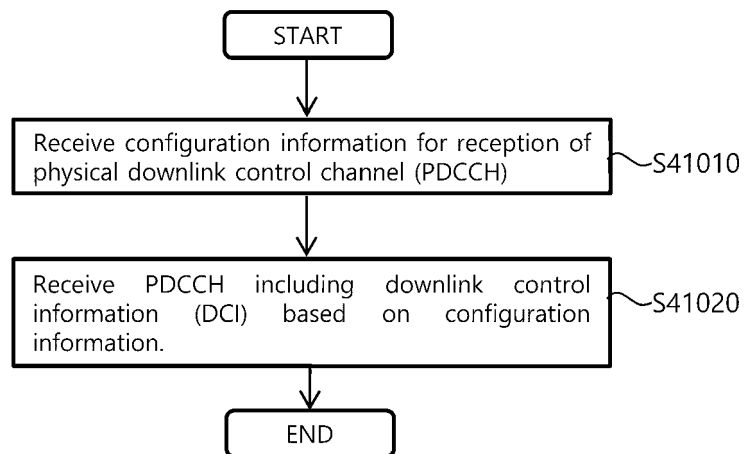 START
Receive configuration information for reception of
physical downlink control channel (PDCCH)
S41010
Receive PDCCH including downlink control
information (DCI) based on configuration
information.
S41020
END